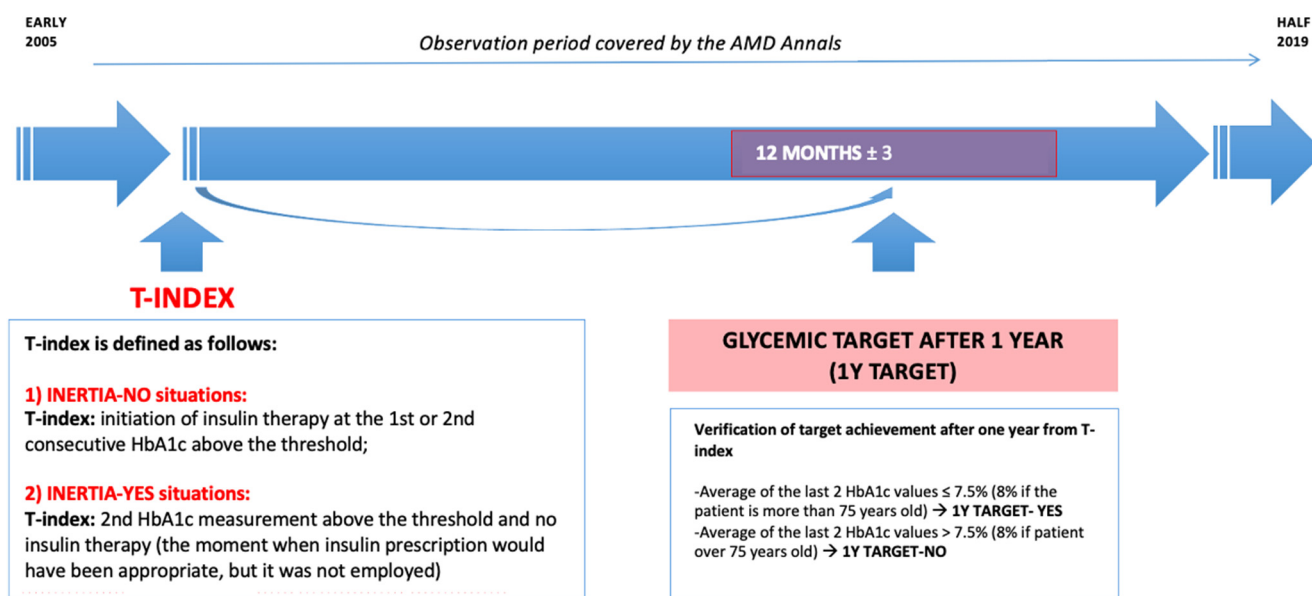 EARLY
2005
HALF
2019
Observation period covered by the AMD Annals
12 MONTHS ± 3
T-INDEX
T-index is defined as follows:
1) INERTIA-NO situations:
T-index: initiation of insulin therapy at the 1st or 2nd
consecutive HbA1c above the threshold;
2) INERTIA-YES situations:
T-index: 2nd HbA1c measurement above the threshold and no
insulin therapy (the moment when insulin prescription would
have been appropriate, but it was not employed)
GLYCEMIC TARGET AFTER 1 YEAR
(1Y TARGET)
Verification of target achievement after one year from T-
index
-Average of the last 2 HbA1c values ≤ 7.5% (8% if the
patient is more than 75 years old) → 1Y TARGET- YES
-Average of the last 2 HbA1c values > 7.5% (8% if patient
over 75 years old) → 1Y TARGET-NO